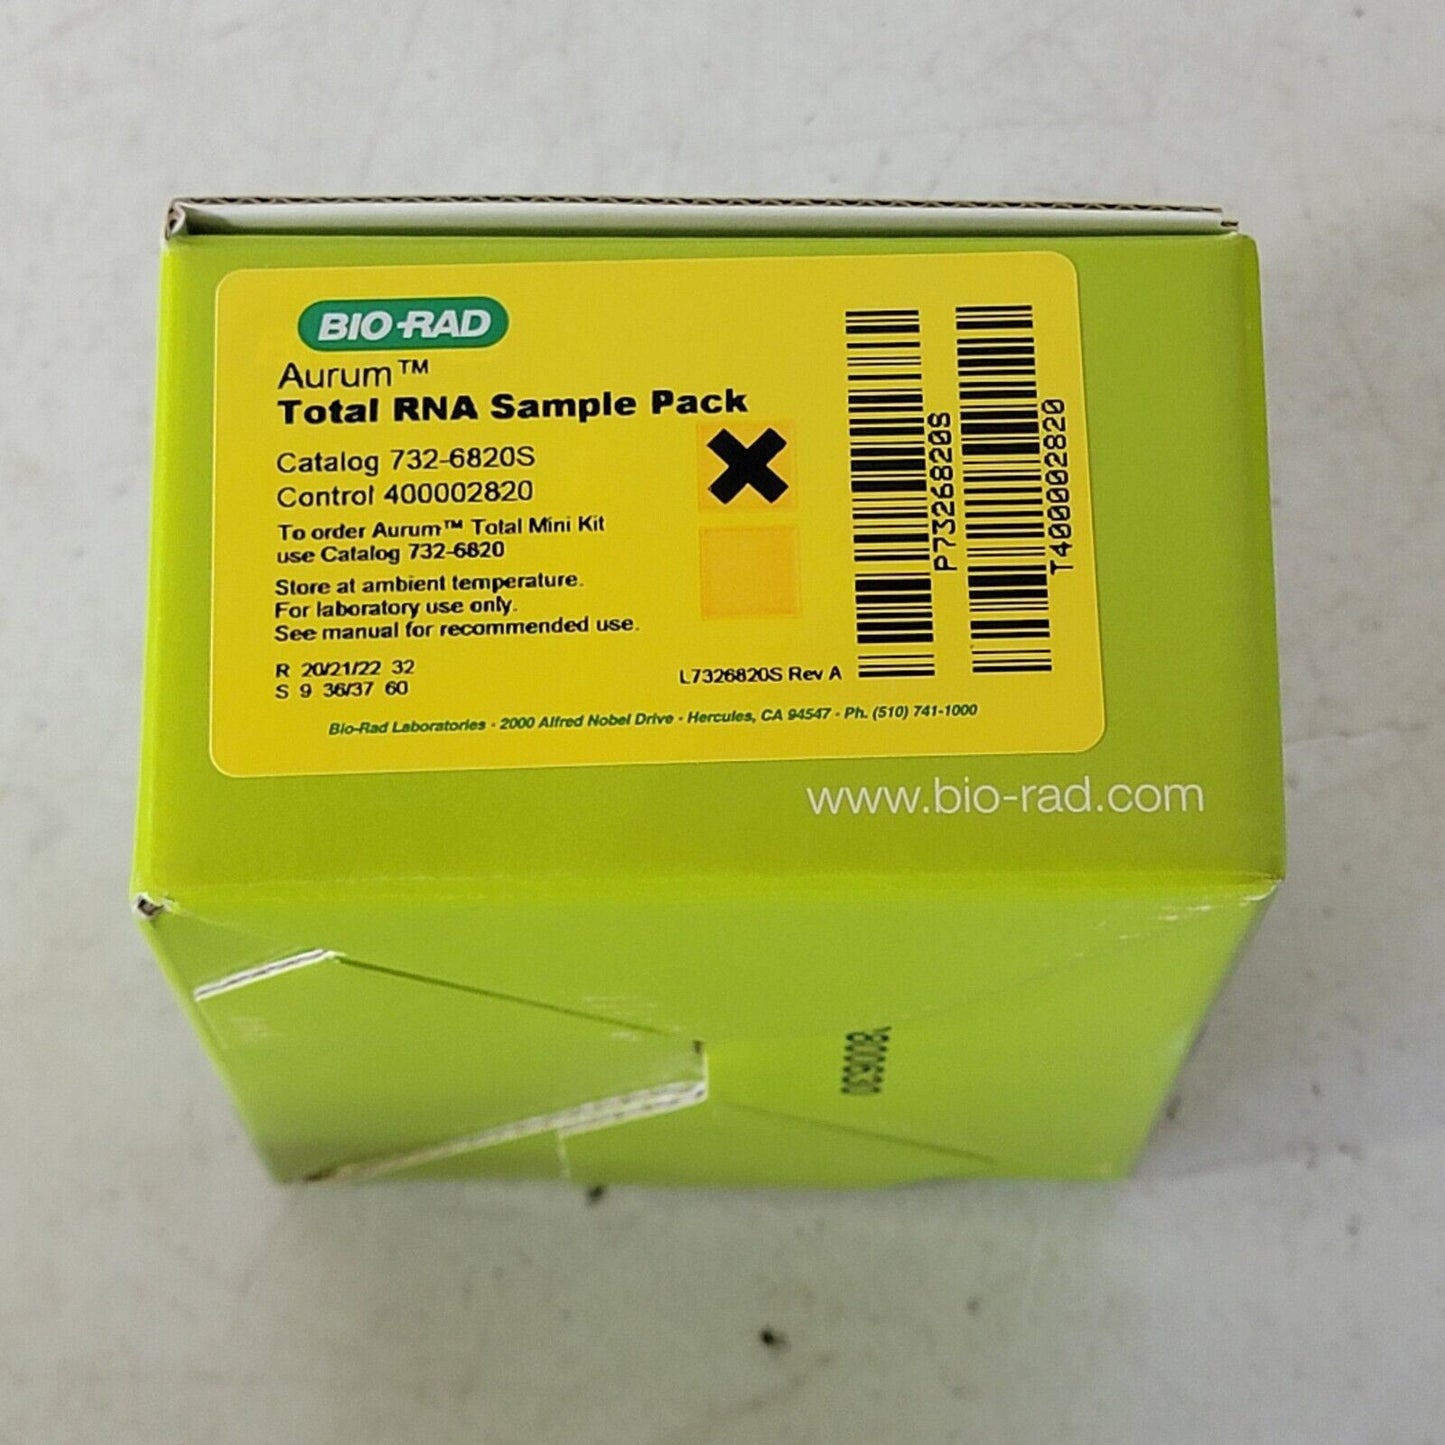 BIO-RAD
Aurum™
Total RNA Sample Pack
Catalog 732-6820S
Control 400002820
To order Aurum™ Total Mini Kit
use Catalog 732-6820
Store at ambient temperature.
For laboratory use only.
See manual for recommended use.
R 20/21/22 32
S 9 36/37 60
L7326820S Rev A
P7326820S
T400002820
Bio-Rad Laboratories - 2000 Alfred Nobel Drive - Hercules, CA 94547 - Ph. (510) 741-1000
www.bio-rad.com